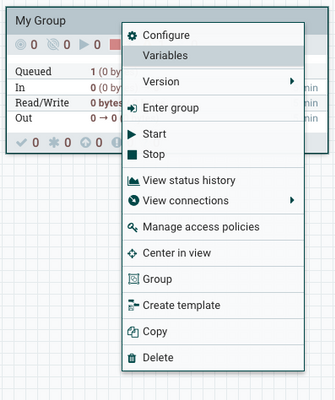 My Group
0 0 0
Queued 1 (0 by
In 0 (0 by min
Read/Write 0 bytes min
Out 0 → 0 ( min
0 0 0
Configure
Variables
Version
Enter group
Start
Stop
View status history
View connections
Manage access policies
Center in view
Group
Create template
Copy
Delete